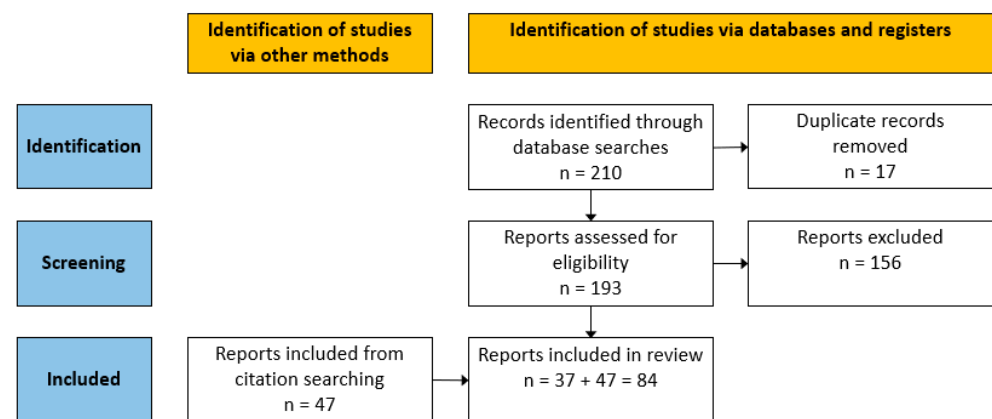 Identification of studies
via other methods
Identification of studies via databases and registers
Identification
Records identified through
database searches
n = 210
Duplicate records
removed
n = 17
Screening
Reports assessed for
eligibility
n = 193
Reports excluded
n = 156
Included
Reports included from
citation searching
n = 47
Reports included in review
n = 37 + 47 = 84